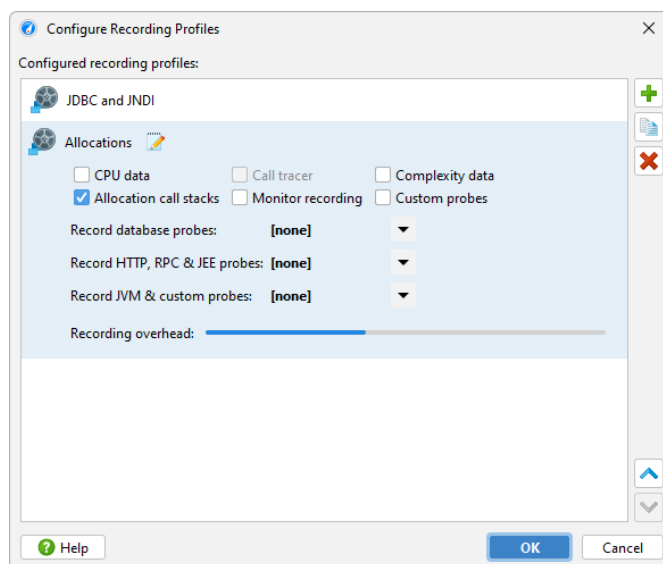 Configure Recording Profiles
Configured recording profiles:
JDBC and JNDI
Allocations
CPU data Call tracer Complexity data
Allocation call stacks Monitor recording Custom probes
Record database probes: [none]
Record HTTP, RPC & JEE probes: [none]
Record JVM & custom probes: [none]
Recording overhead:
Help OK Cancel